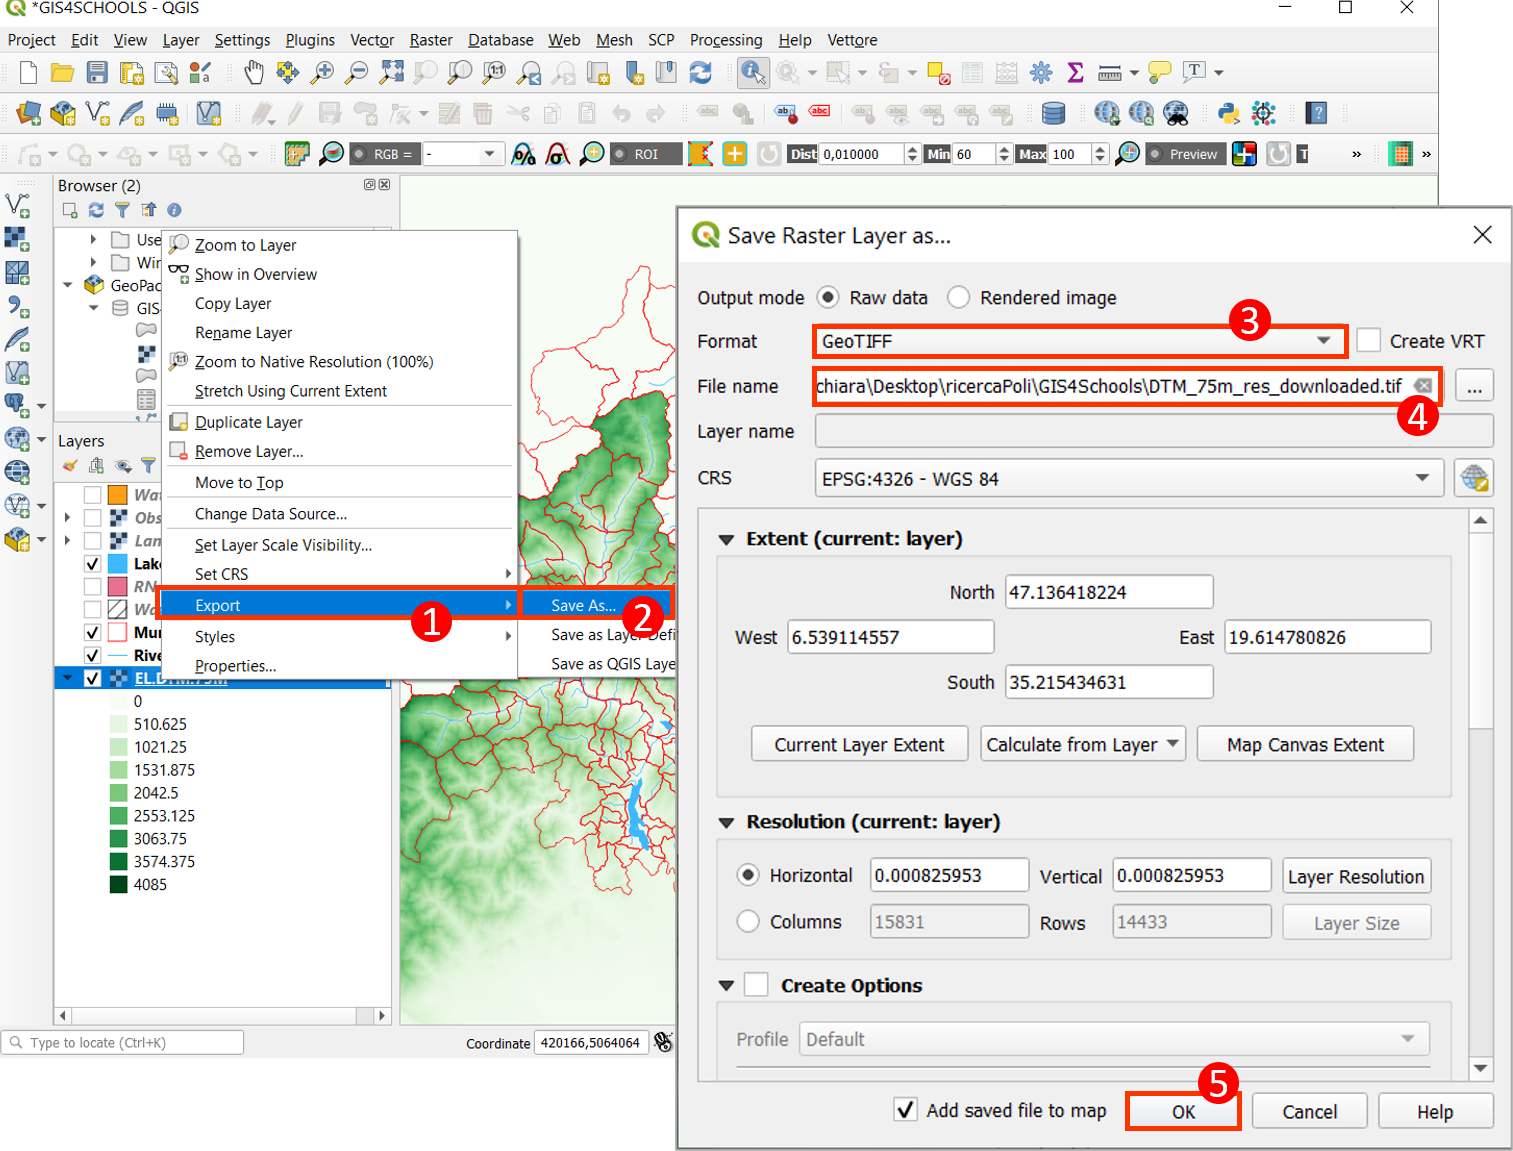 *GIS4SCHOOLS - QGIS
Project Edit View Layer Settings Plugins Vector Raster Database Web Mesh SCP Processing Help Vettore
RGB = - ROI Dist 0,010000 Min 60 Max 100 Preview T » »
Browser (2)
Use
Win
GeoPac
GIS
Zoom to Layer
Show in Overview
Copy Layer
Rename Layer
Zoom to Native Resolution (100%)
Stretch Using Current Extent
Duplicate Layer
Remove Layer...
Move to Top
Change Data Source...
Set Layer Scale Visibility...
Set CRS
Export
1
Styles
Properties...
Save As...
2
Save as Layer Defi
Save as QGIS Laye
Layers
Wa
Obs
Lan
Lak
RN
Wa
Mu
Rive
EL.DTM.75M
0
510.625
1021.25
1531.875
2042.5
2553.125
3063.75
3574.375
4085
Type to locate (Ctrl+K)
Coordinate 420166,5064064
Save Raster Layer as...
Output mode Raw data Rendered image
3
Format GeoTIFF Create VRT
File name chiara\Desktop\ricercaPoli\GIS4Schools\DTM_75m_res_downloaded.tif ...
4
Layer name
CRS EPSG:4326 - WGS 84
Extent (current: layer)
North 47.136418224
West 6.539114557 East 19.614780826
South 35.215434631
Current Layer Extent Calculate from Layer Map Canvas Extent
Resolution (current: layer)
Horizontal 0.000825953 Vertical 0.000825953 Layer Resolution
Columns 15831 Rows 14433 Layer Size
Create Options
Profile Default
5
Add saved file to map OK Cancel Help